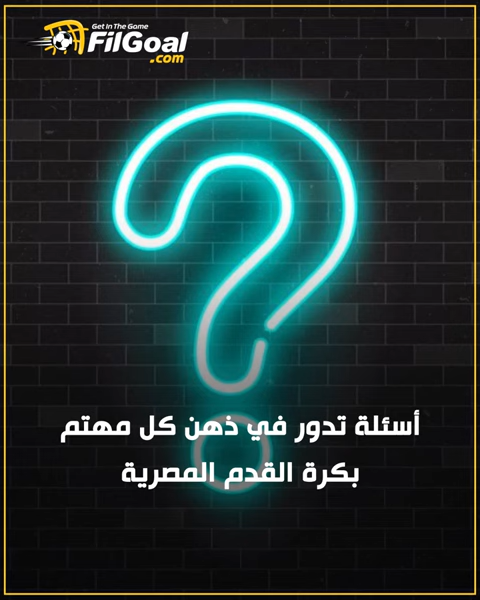 Get In The Game
FilGoal
.com
أسئلة تدور في ذهن كل مهتم
بكرة القدم المصرية